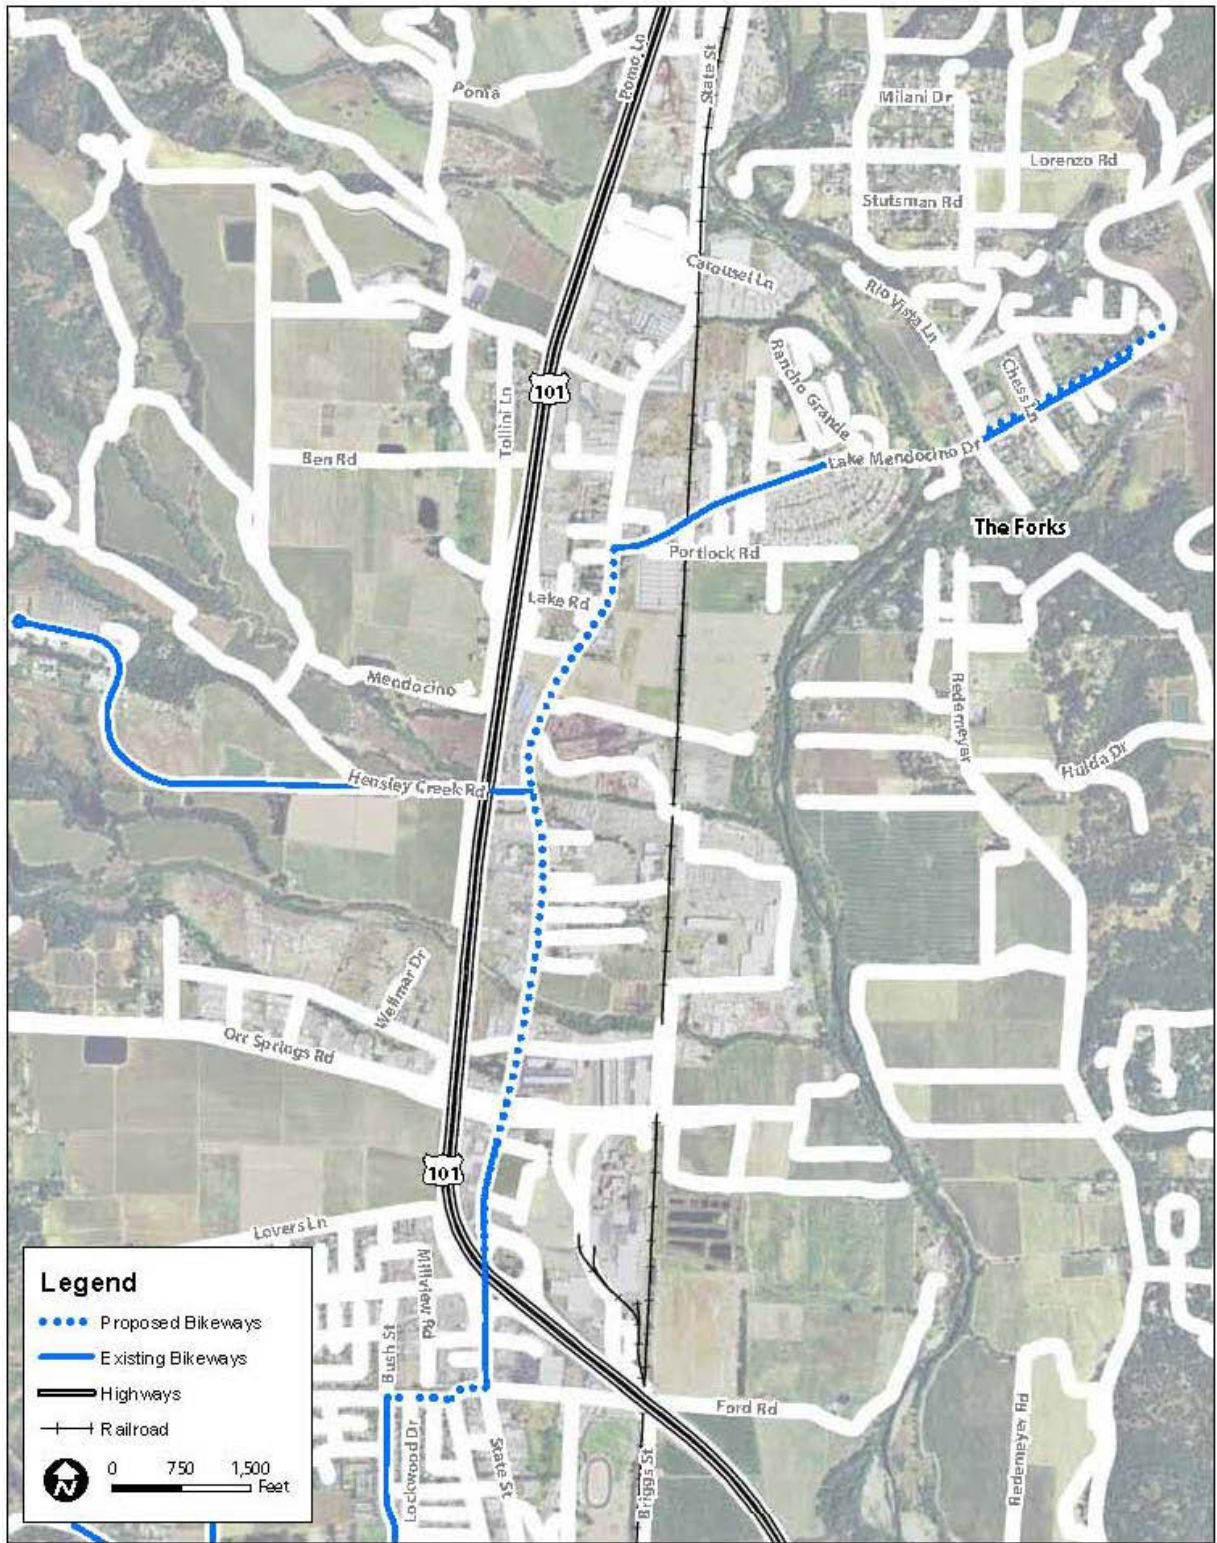 Pomo Ln
State St
Poma
Milani Dr
Lorenzo Rd
Stutsman Rd
Carousel Ln
Rio Vista Ln
Rancho Grande
Chess Ln
101
Tollini Ln
Ben Rd
Lake Mendocino Dr
The Forks
Portlock Rd
Lake Rd
Mendocino
Redemeyar
Hulda Dr
Hensley Creek Rd
Wellmar Dr
Orr Springs Rd
101
Lovers Ln
Millview Rd
Bush St
Lockwood Dr
State St
Ford Rd
Briggs St
Redemeyer Rd
Legend
Proposed Bikeways
Existing Bikeways
Highways
Railroad
N
0 750 1,500
Feet